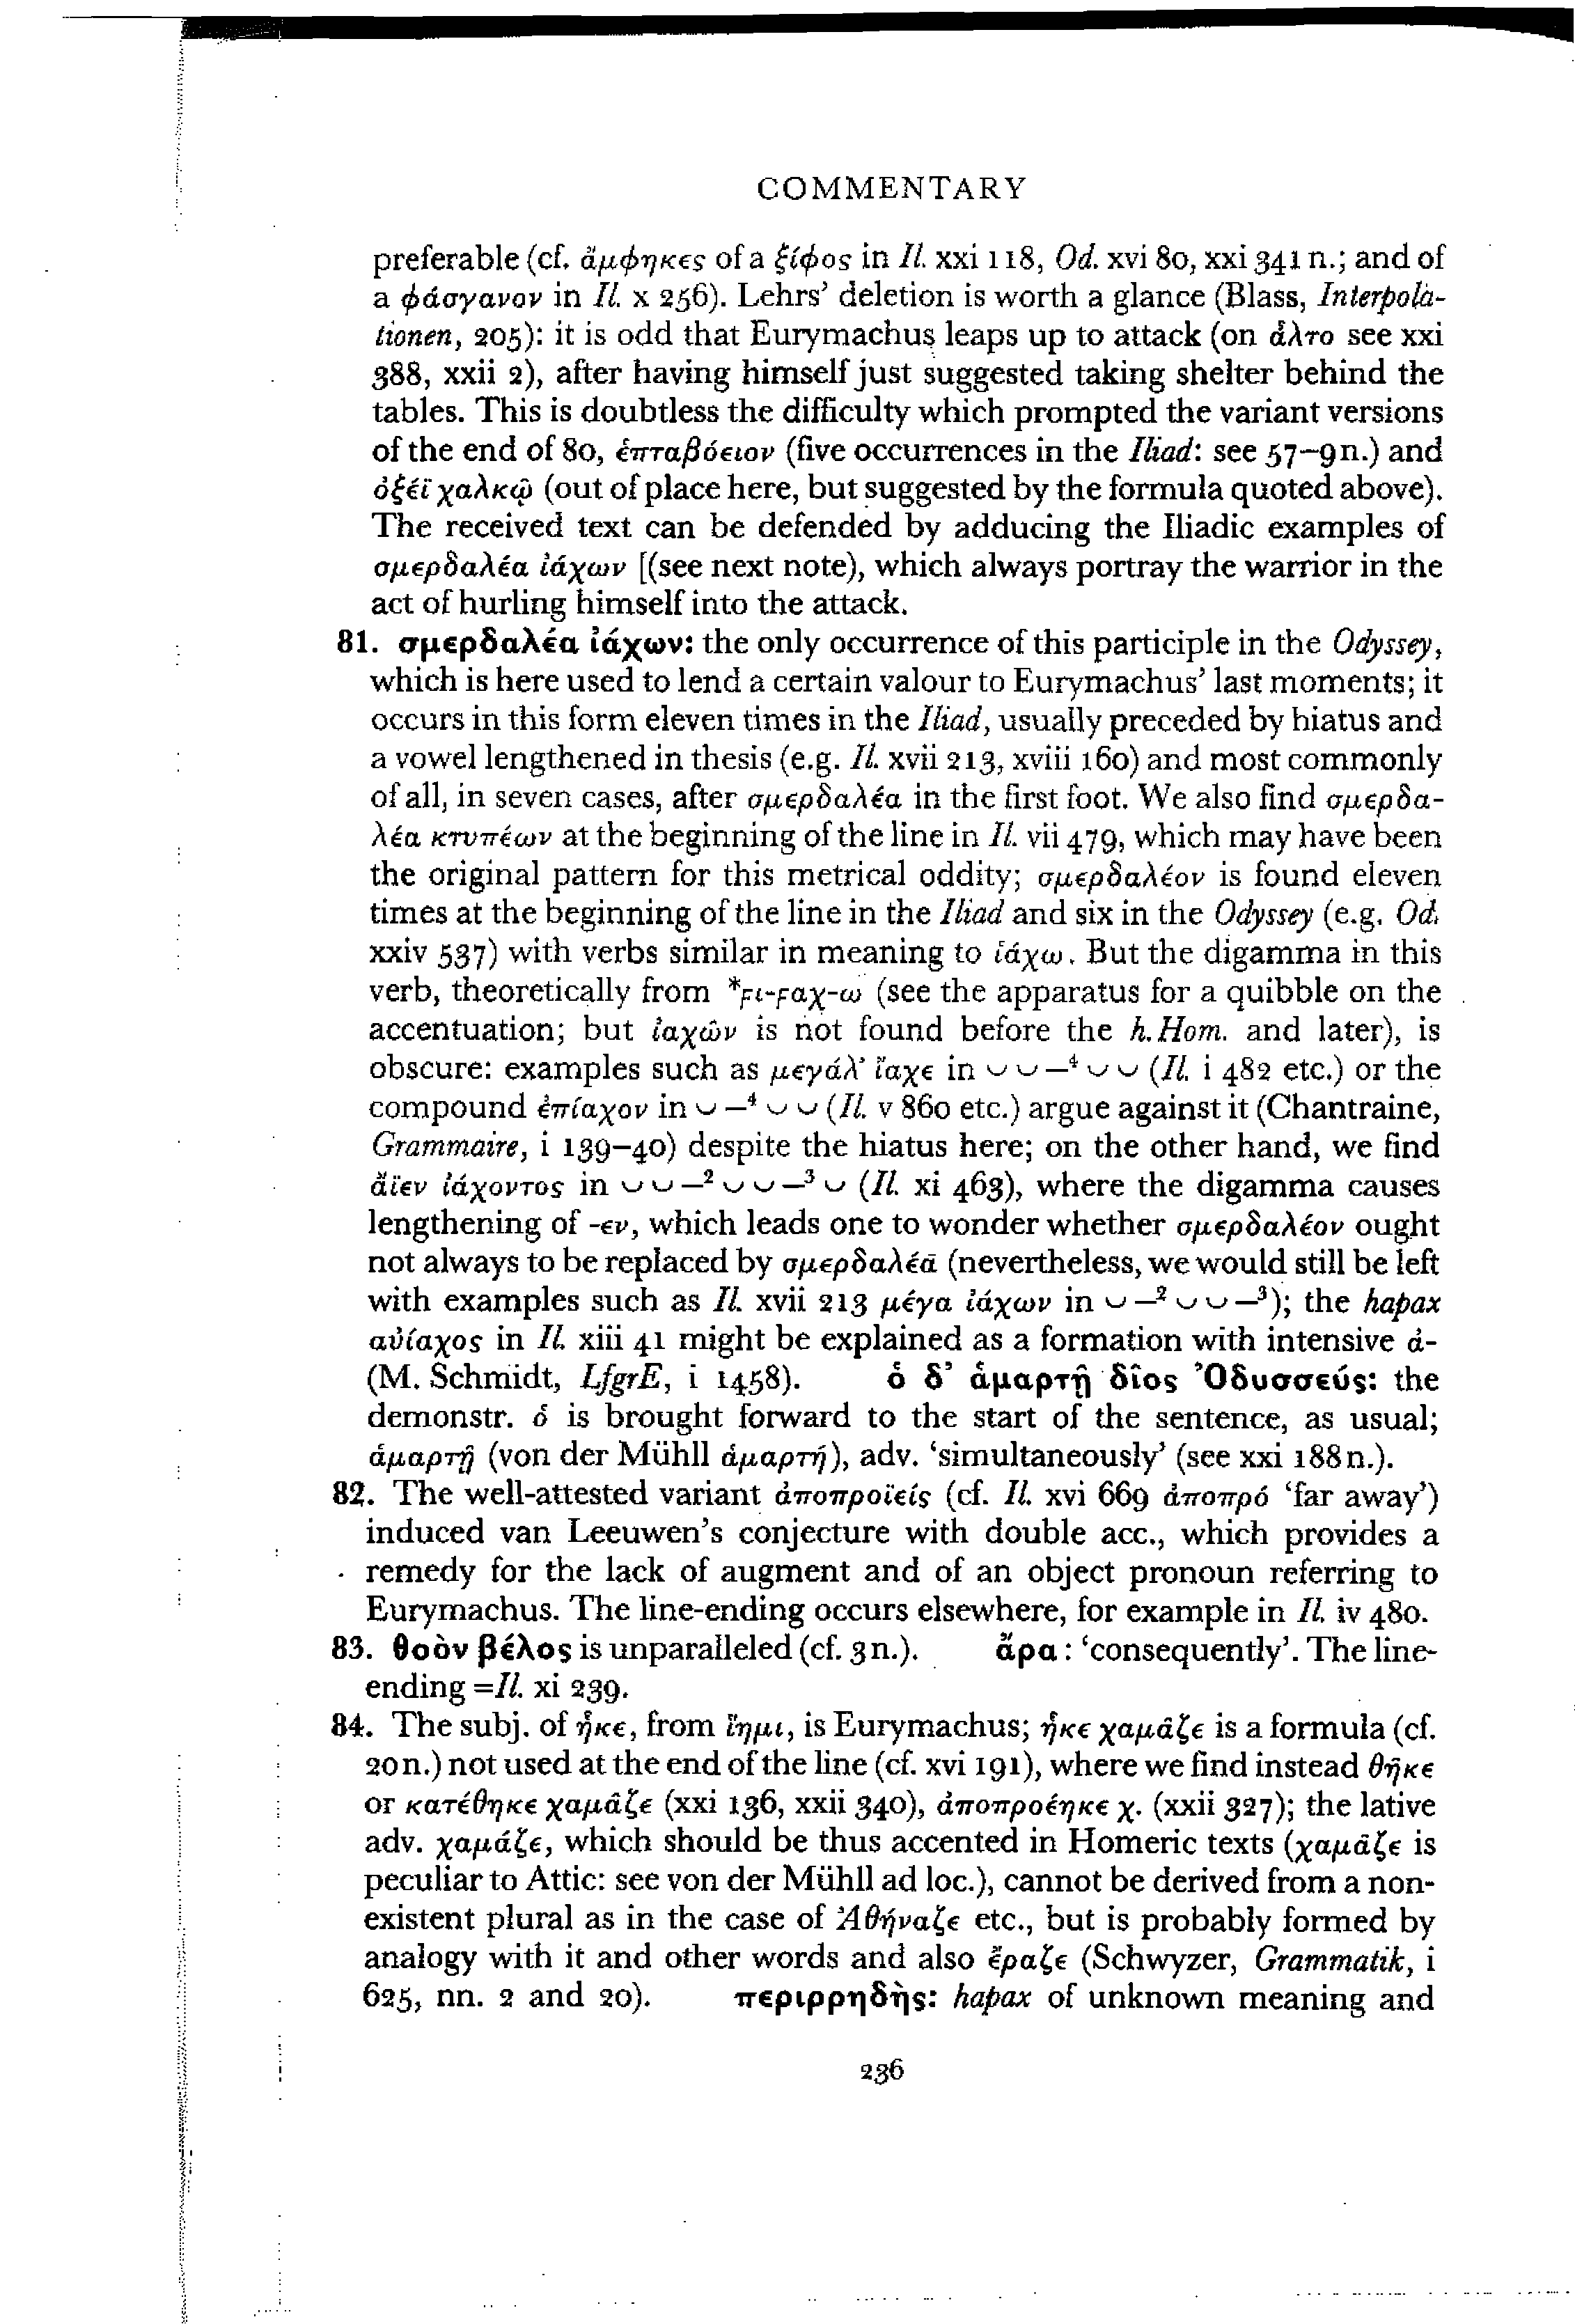 COMMENTARY
preferable (cf. ἄμφηκες of a ξίφος in Il. xxi 118, Od. xvi 80, xxi 341 n.; and of
a φάσγανον in Il. x 256). Lehrs' deletion is worth a glance (Blass, Interpola-
tionen, 205): it is odd that Eurymachus leaps up to attack (on ἆλτο see xxi
388, xxii 2), after having himself just suggested taking shelter behind the
tables. This is doubtless the difficulty which prompted the variant versions
of the end of 80, ἑπταβόειον (five occurrences in the Iliad: see 57–9 n.) and
ὀξέϊ χαλκῷ (out of place here, but suggested by the formula quoted above).
The received text can be defended by adducing the Iliadic examples of
σμερδαλέα ἰάχων [(see next note), which always portray the warrior in the
act of hurling himself into the attack.
81. σμερδαλέα ἰάχων: the only occurrence of this participle in the Odyssey,
which is here used to lend a certain valour to Eurymachus' last moments; it
occurs in this form eleven times in the Iliad, usually preceded by hiatus and
a vowel lengthened in thesis (e.g. Il. xvii 213, xviii 160) and most commonly
of all, in seven cases, after σμερδαλέα in the first foot. We also find σμερδα-
λέα κτυπέων at the beginning of the line in Il. vii 479, which may have been
the original pattern for this metrical oddity; σμερδαλέον is found eleven
times at the beginning of the line in the Iliad and six in the Odyssey (e.g. Od.
xxiv 537) with verbs similar in meaning to ἰάχω. But the digamma in this
verb, theoretically from *ϝι-ϝαχ-ω (see the apparatus for a quibble on the
accentuation; but ἰαχῶν is not found before the h. Hom. and later), is
obscure: examples such as μεγάλ' ἴαχε in ⏑ ⏑ –⁴ ⏑ ⏑ (Il. i 482 etc.) or the
compound ἐπίαχον in ⏑ –⁴ ⏑ ⏑ (Il. v 860 etc.) argue against it (Chantraine,
Grammaire, i 139–40) despite the hiatus here; on the other hand, we find
ἄϊεν ἰάχοντος in ⏑ ⏑ –² ⏑ ⏑ –³ ⏑ (Il. xi 463), where the digamma causes
lengthening of -εν, which leads one to wonder whether σμερδαλέον ought
not always to be replaced by σμερδαλέᾱ (nevertheless, we would still be left
with examples such as Il. xvii 213 μέγα ἰάχων in ⏑ –² ⏑ ⏑ –³); the hapax
αὐΐαχος in Il. xiii 41 might be explained as a formation with intensive ἀ-
(M. Schmidt, LfgrE, i 1458). ὁ δ' ἁμαρτῇ δῖος Ὀδυσσεύς: the
demonstr. ὁ is brought forward to the start of the sentence, as usual;
ἁμαρτῇ (von der Mühll ἁμαρτή), adv. 'simultaneously' (see xxi 188 n.).
82. The well-attested variant ἀποπροϊείς (cf. Il. xvi 669 ἀποπρό 'far away')
induced van Leeuwen's conjecture with double acc., which provides a
remedy for the lack of augment and of an object pronoun referring to
Eurymachus. The line-ending occurs elsewhere, for example in Il. iv 480.
83. θοὸν βέλος is unparalleled (cf. 3 n.). ἄρα: 'consequently'. The line-
ending =Il. xi 239.
84. The subj. of ἧκε, from ἵημι, is Eurymachus; ἧκε χαμᾶζε is a formula (cf.
20 n.) not used at the end of the line (cf. xvi 191), where we find instead θῆκε
or κατέθηκε χαμᾶζε (xxi 136, xxii 340), ἀποπροέηκε χ. (xxii 327); the lative
adv. χαμάζε, which should be thus accented in Homeric texts (χαμᾶζε is
peculiar to Attic: see von der Mühll ad loc.), cannot be derived from a non-
existent plural as in the case of Ἀθήναζε etc., but is probably formed by
analogy with it and other words and also ἔραζε (Schwyzer, Grammatik, i
625, nn. 2 and 20). περιρρηδὴς: hapax of unknown meaning and
236